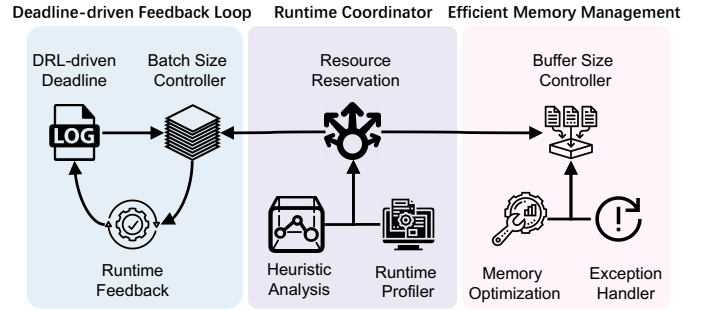 Deadline-driven Feedback Loop
Runtime Coordinator
Efficient Memory Management
DRL-driven
Deadline
Batch Size
Controller
Resource
Reservation
Buffer Size
Controller
LOG
Runtime
Feedback
Heuristic
Analysis
Runtime
Profiler
Memory
Optimization
Exception
Handler